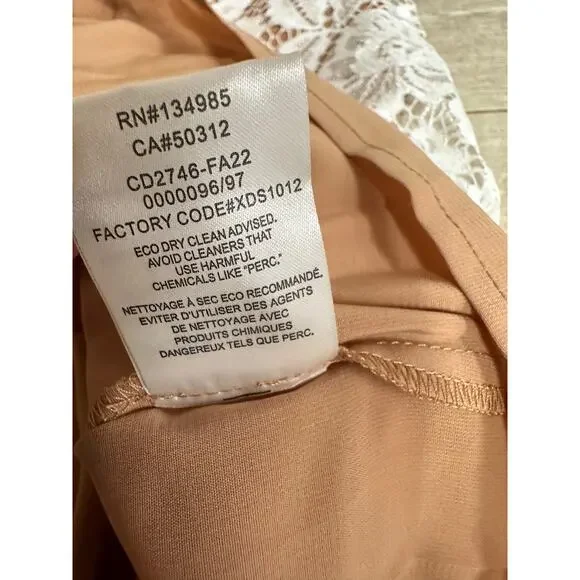 RN#134985
CA#50312
CD2746-FA22
0000096/97
FACTORY CODE#XDS1012
ECO DRY CLEAN ADVISED.
AVOID CLEANERS THAT
USE HARMFUL
CHEMICALS LIKE "PERC."
NETTOYAGE À SEC ECO RECOMMANDÉ.
EVITER D'UTILISER DES AGENTS
DE NETTOYAGE AVEC
PRODUITS CHIMIQUES
DANGEREUX TELS QUE PERC.